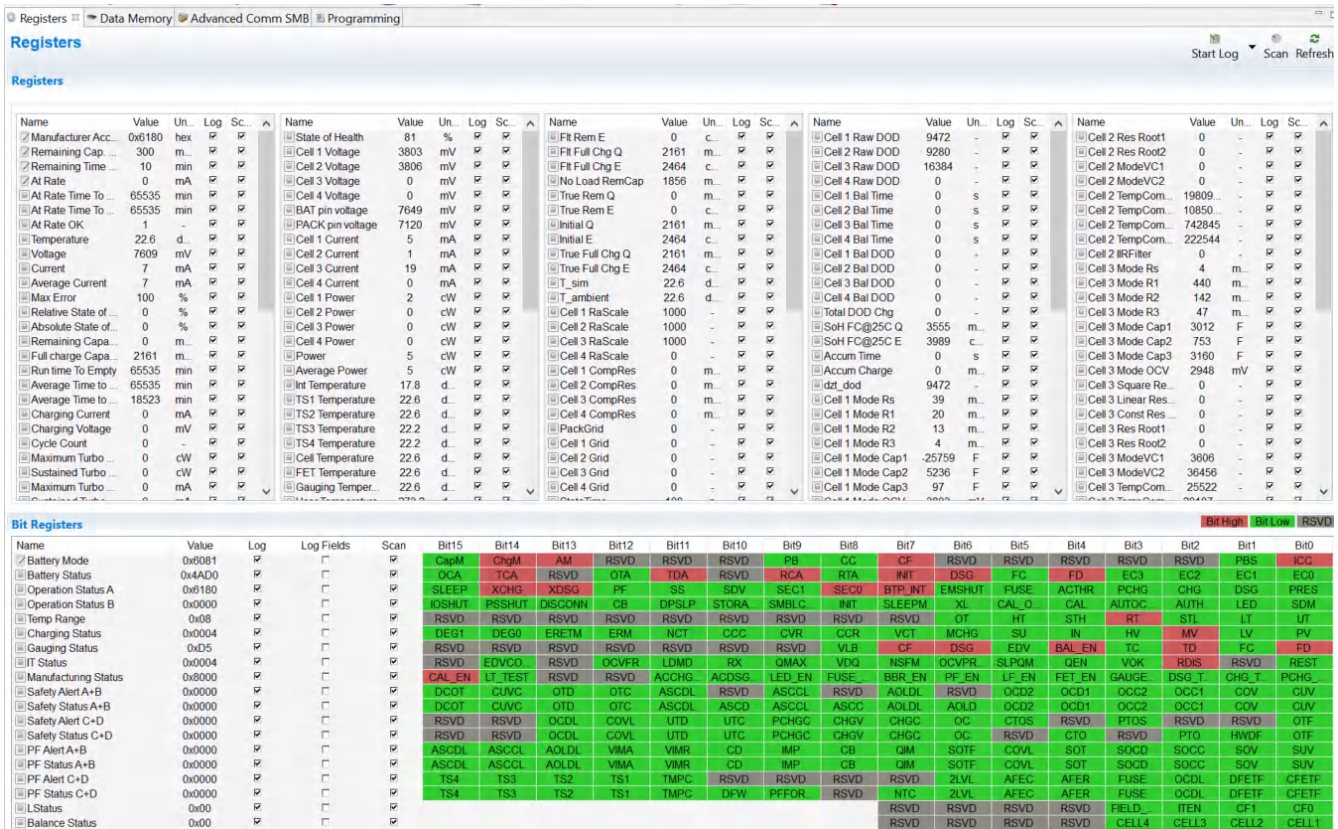 Registers Data Memory Advanced Comm SMB Programming
Registers
Start Log Scan Refresh
Registers
Name Value Un... Log Sc... Name Value Un... Log Sc... Name Value Un... Log Sc... Name Value Un... Log Sc... Name Value Un... Log Sc...
Manufacturer Acc... 0x6180 hex State of Health 81 % Flt Rem E 0 c... Cell 1 Raw DOD 9472 - Cell 2 Res Root1 0 -
Remaining Cap. ... 300 m... Cell 1 Voltage 3803 mV Flt Full Chg Q 2161 m... Cell 2 Raw DOD 9280 - Cell 2 Res Root2 0 -
Remaining Time ... 10 min Cell 2 Voltage 3806 mV Flt Full Chg E 2464 c... Cell 3 Raw DOD 16384 - Cell 2 ModeVC1 0 -
At Rate 0 mA Cell 3 Voltage 0 mV No Load RemCap 1856 m... Cell 4 Raw DOD 0 - Cell 2 ModeVC2 0 -
At Rate Time To ... 65535 min Cell 4 Voltage 0 mV True Rem Q 0 m... Cell 1 Bal Time 0 s Cell 2 TempCom... 19809... -
At Rate Time To ... 65535 min BAT pin voltage 7649 mV True Rem E 0 c... Cell 2 Bal Time 0 s Cell 2 TempCom... 10850... -
At Rate OK 1 - PACK pin voltage 7120 mV Initial Q 2161 m... Cell 3 Bal Time 0 s Cell 2 TempCom... 742845 -
Temperature 22.6 d... Cell 1 Current 5 mA Initial E 2464 c... Cell 4 Bal Time 0 s Cell 2 TempCom... 222544 -
Voltage 7609 mV Cell 2 Current 1 mA True Full Chg Q 2161 m... Cell 1 Bal DOD 0 - Cell 2 IIRFilter 0 -
Current 7 mA Cell 3 Current 19 mA True Full Chg E 2464 c... Cell 2 Bal DOD 0 - Cell 3 Mode Rs 4 m...
Average Current 7 mA Cell 4 Current 0 mA T_sim 22.6 d... Cell 3 Bal DOD 0 - Cell 3 Mode R1 440 m...
Max Error 100 % Cell 1 Power 2 cW T_ambient 22.6 d... Cell 4 Bal DOD 0 - Cell 3 Mode R2 142 m...
Relative State of ... 0 % Cell 2 Power 0 cW Cell 1 RaScale 1000 - Total DOD Chg 0 - Cell 3 Mode R3 47 m...
Absolute State of... 0 % Cell 3 Power 0 cW Cell 2 RaScale 1000 - SoH FC@25C Q 3555 m... Cell 3 Mode Cap1 3012 F
Remaining Capa... 0 m... Cell 4 Power 0 cW Cell 3 RaScale 1000 - SoH FC@25C E 3989 c... Cell 3 Mode Cap2 753 F
Full charge Capa... 2161 m... Power 5 cW Cell 4 RaScale 0 - Accum Time 0 s Cell 3 Mode Cap3 3160 F
Run time To Empty 65535 min Average Power 5 cW Cell 1 CompRes 0 m... Accum Charge 0 m... Cell 3 Mode OCV 2948 mV
Average Time to ... 65535 min Int Temperature 17.8 d... Cell 2 CompRes 0 m... dzt_dod 9472 - Cell 3 Square Re... 0 -
Average Time to ... 18523 min TS1 Temperature 22.6 d... Cell 3 CompRes 0 m... Cell 1 Mode Rs 39 m... Cell 3 Linear Res... 0 -
Charging Current 0 mA TS2 Temperature 22.6 d... Cell 4 CompRes 0 m... Cell 1 Mode R1 20 m... Cell 3 Const Res ... 0 -
Charging Voltage 0 mV TS3 Temperature 22.2 d... PackGrid 0 - Cell 1 Mode R2 13 m... Cell 3 Res Root1 0 -
Cycle Count 0 - TS4 Temperature 22.2 d... Cell 1 Grid 0 - Cell 1 Mode R3 4 m... Cell 3 Res Root2 0 -
Maximum Turbo ... 0 cW Cell Temperature 22.6 d... Cell 2 Grid 0 - Cell 1 Mode Cap1 -25759 F Cell 3 ModeVC1 3606 -
Sustained Turbo ... 0 cW FET Temperature 22.6 d... Cell 3 Grid 0 - Cell 1 Mode Cap2 5236 F Cell 3 ModeVC2 36456 -
Maximum Turbo ... 0 mA Gauging Temper... 22.6 d... Cell 4 Grid 0 - Cell 1 Mode Cap3 97 F Cell 3 TempCom... 25522 -
Bit Registers Bit High Bit Low RSVD
Name Value Log Log Fields Scan Bit15 Bit14 Bit13 Bit12 Bit11 Bit10 Bit9 Bit8 Bit7 Bit6 Bit5 Bit4 Bit3 Bit2 Bit1 Bit0
Battery Mode 0x6081 CapM ChgM AM RSVD RSVD RSVD PB CC CF RSVD RSVD RSVD RSVD RSVD PBS ICC
Battery Status 0x4AD0 OCA TCA RSVD OTA TDA RSVD RCA RTA INIT DSG FC FD EC3 EC2 EC1 EC0
Operation Status A 0x6180 SLEEP XCHG XDSG PF SS SDV SEC1 SEC0 BTP_INT EMSHUT FUSE ACTHR PCHG CHG DSG PRES
Operation Status B 0x0000 IOSHUT PSSHUT DISCONN CB DPSLP STORA... SMBLC... INIT SLEEPM XL CAL_O... CAL AUTOC... AUTH LED SDM
Temp Range 0x08 RSVD RSVD RSVD RSVD RSVD RSVD RSVD RSVD RSVD OT HT STH RT STL LT UT
Charging Status 0x0004 DEG1 DEG0 ERETM ERM NCT CCC CVR CCR VCT MCHG SU IN HV MV LV PV
Gauging Status 0xD5 RSVD RSVD RSVD RSVD RSVD RSVD RSVD VLB CF DSG EDV BAL_EN TC TD FC FD
IT Status 0x0004 RSVD EDVCO... RSVD OCVFR LDMD RX QMAX VDQ NSFM OCVPR... SLPQM... QEN VOK RDIS RSVD REST
Manufacturing Status 0x8000 CAL_EN LT_TEST RSVD RSVD ACCHG... ACDSG... LED_EN FUSE_... BBR_EN PF_EN LF_EN FET_EN GAUGE... DSG_T... CHG_T... PCHG_...
Safety Alert A+B 0x0000 DCOT CUVC OTD OTC ASCDL RSVD ASCCL RSVD AOLDL RSVD OCD2 OCD1 OCC2 OCC1 COV CUV
Safety Status A+B 0x0000 DCOT CUVC OTD OTC ASCDL ASCD ASCCL ASCC AOLDL AOLD OCD2 OCD1 OCC2 OCC1 COV CUV
Safety Alert C+D 0x0000 RSVD RSVD OCDL COVL UTD UTC PCHGC CHGV CHGC OC CTOS RSVD PTOS RSVD RSVD OTF
Safety Status C+D 0x0000 RSVD RSVD OCDL COVL UTD UTC PCHGC CHGV CHGC OC RSVD CTO RSVD PTO HWDF OTF
PF Alert A+B 0x0000 ASCDL ASCCL AOLDL VIMA VIMR CD IMP CB QIM SOTF COVL SOT SOCD SOCC SOV SUV
PF Status A+B 0x0000 ASCDL ASCCL AOLDL VIMA VIMR CD IMP CB QIM SOTF COVL SOT SOCD SOCC SOV SUV
PF Alert C+D 0x0000 TS4 TS3 TS2 TS1 TMPC RSVD RSVD RSVD RSVD 2LVL AFEC AFER FUSE OCDL DFETF CFETF
PF Status C+D 0x0000 TS4 TS3 TS2 TS1 TMPC DFW PFFOR... RSVD NTC 2LVL AFEC AFER FUSE OCDL DFETF CFETF
LStatus 0x00 RSVD RSVD RSVD RSVD FIELD_... ITEN CF1 CF0
Balance Status 0x00 RSVD RSVD RSVD RSVD CELL4 CELL3 CELL2 CELL1